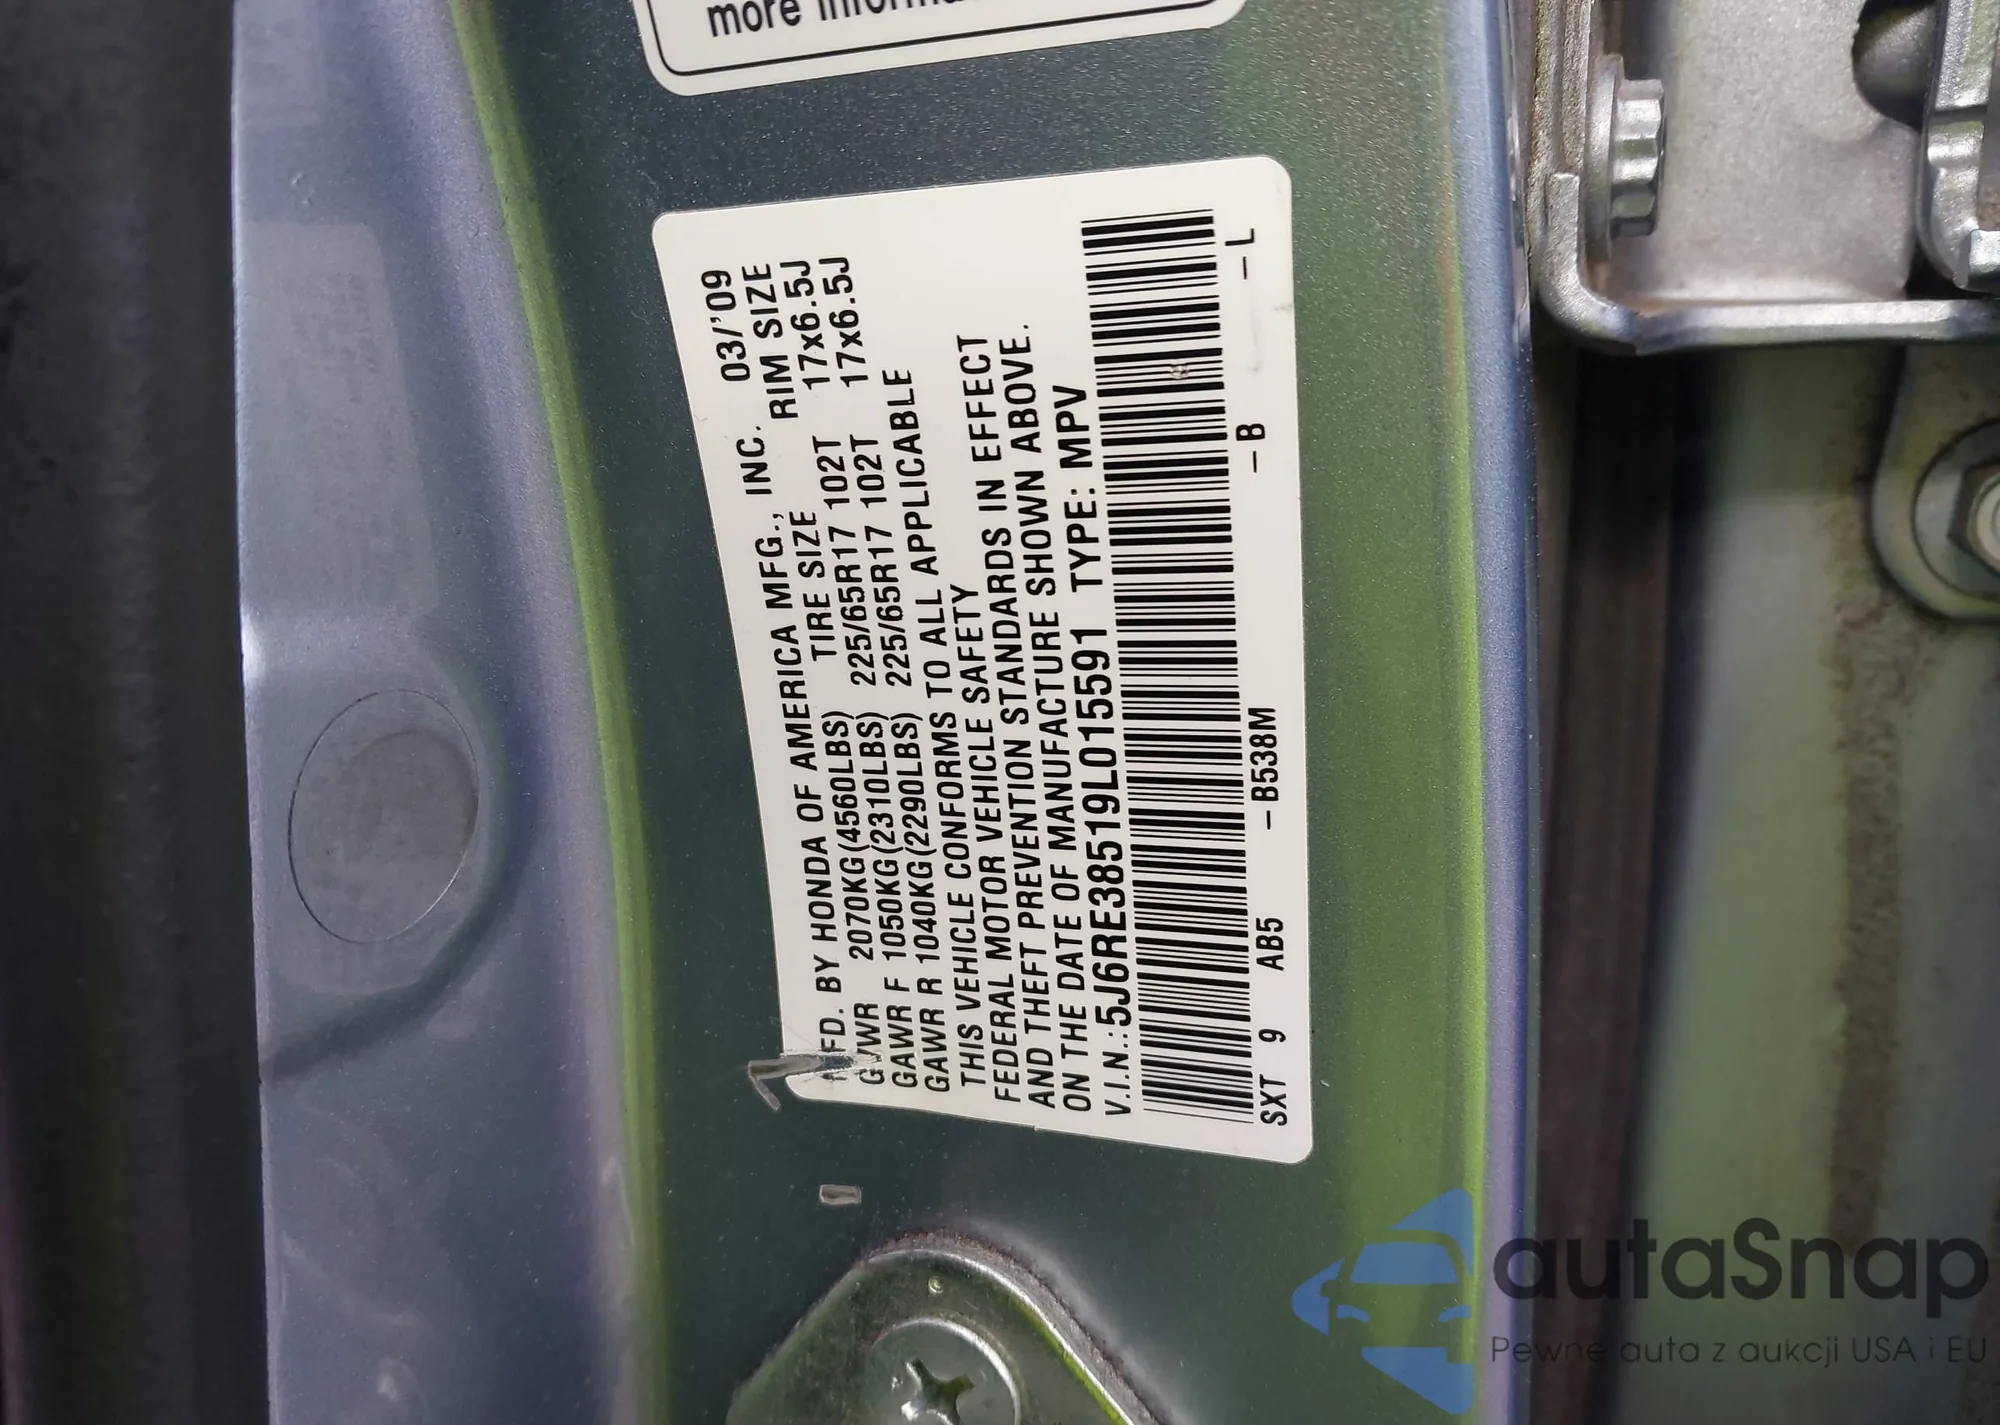 more
MFD. BY HONDA OF AMERICA MFG., INC. 03/'09
GVWR 2070KG(4560LBS) TIRE SIZE RIM SIZE
GAWR F 1050KG(2310LBS) 225/65R17 102T 17x6.5J
GAWR R 1040KG(2290LBS) 225/65R17 102T 17x6.5J
THIS VEHICLE CONFORMS TO ALL APPLICABLE
FEDERAL MOTOR VEHICLE SAFETY
AND THEFT PREVENTION STANDARDS IN EFFECT
ON THE DATE OF MANUFACTURE SHOWN ABOVE.
V.I.N.:5J6RE38519L015591 TYPE: MPV
SXT 9 AB5 -B538M -B -L
autaSnap
Pewne auta z aukcji USA i EU